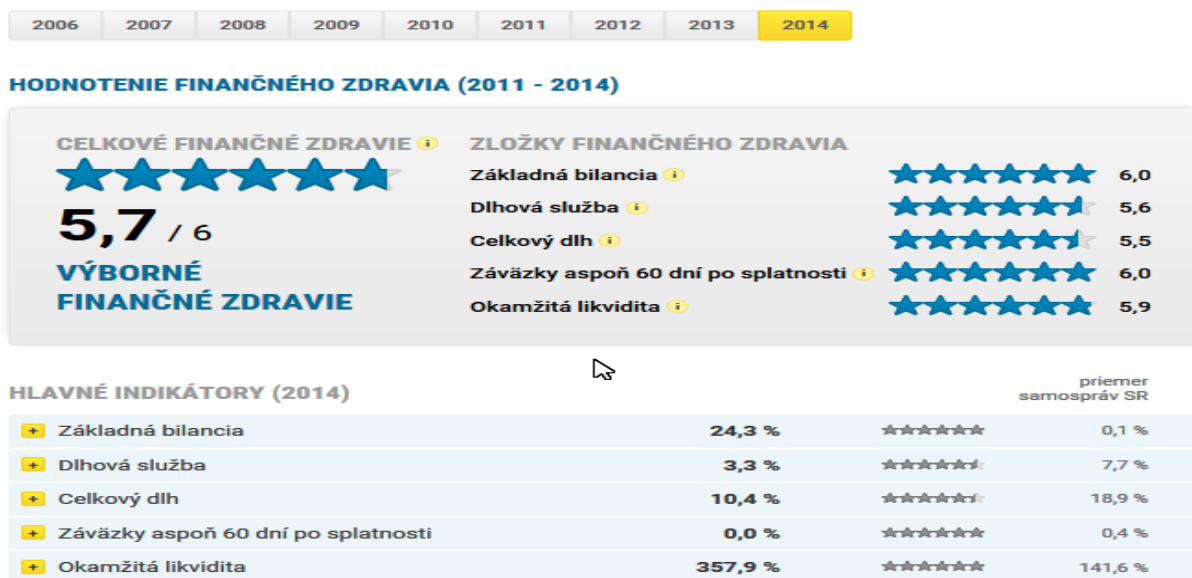 2006 2007 2008 2009 2010 2011 2012 2013 2014
HODNOTENIE FINANČNÉHO ZDRAVIA (2011 - 2014)
CELKOVÉ FINANČNÉ ZDRAVIE i
5,7 / 6
VÝBORNÉ
FINANČNÉ ZDRAVIE
ZLOŽKY FINANČNÉHO ZDRAVIA
Základná bilancia i 6,0
Dlhová služba i 5,6
Celkový dlh i 5,5
Záväzky aspoň 60 dní po splatnosti i 6,0
Okamžitá likvidita i 5,9
HLAVNÉ INDIKÁTORY (2014)
priemer
samospráv SR
+ Základná bilancia 24,3 % 0,1 %
+ Dlhová služba 3,3 % 7,7 %
+ Celkový dlh 10,4 % 18,9 %
+ Záväzky aspoň 60 dní po splatnosti 0,0 % 0,4 %
+ Okamžitá likvidita 357,9 % 141,6 %